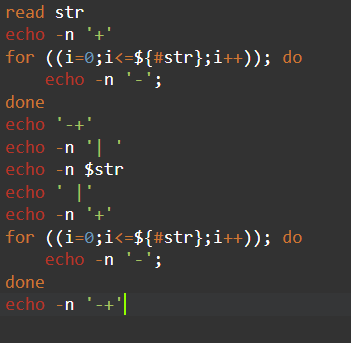 read str
echo -n '+'
for ((i=0;i<=${#str};i++)); do
    echo -n '-';
done
echo '-+'
echo -n '| '
echo -n $str
echo ' |'
echo -n '+'
for ((i=0;i<=${#str};i++)); do
    echo -n '-';
done
echo -n '-+'